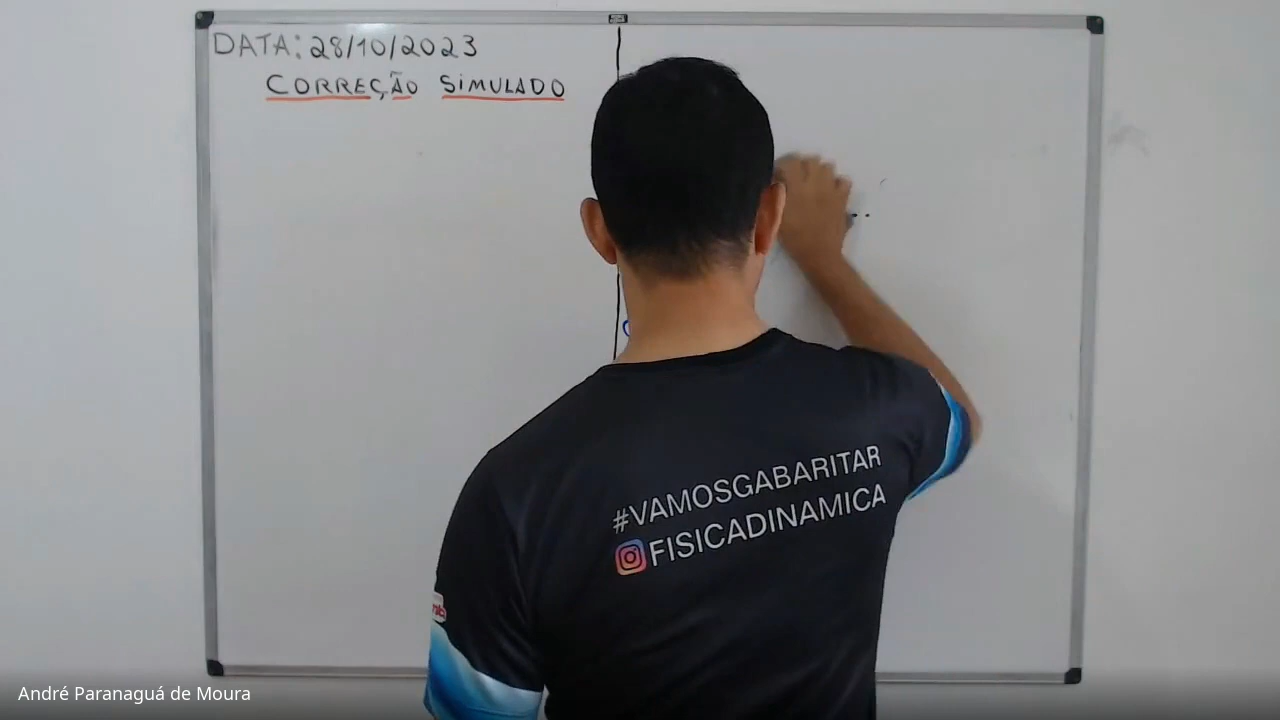 DATA: 28/10/2023
CORREÇÃO SIMULADO
#VAMOSGABARITAR
FISICADINAMICA
André Paranaguá de Moura